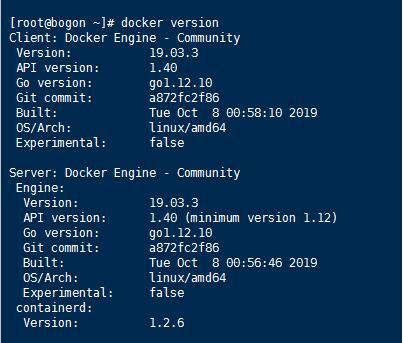 [root@bogon ~]# docker version
Client: Docker Engine - Community
 Version:           19.03.3
 API version:       1.40
 Go version:        go1.12.10
 Git commit:        a872fc2f86
 Built:             Tue Oct  8 00:58:10 2019
 OS/Arch:           linux/amd64
 Experimental:      false

Server: Docker Engine - Community
 Engine:
  Version:          19.03.3
  API version:      1.40 (minimum version 1.12)
  Go version:       go1.12.10
  Git commit:       a872fc2f86
  Built:            Tue Oct  8 00:56:46 2019
  OS/Arch:          linux/amd64
  Experimental:     false
 containerd:
  Version:          1.2.6